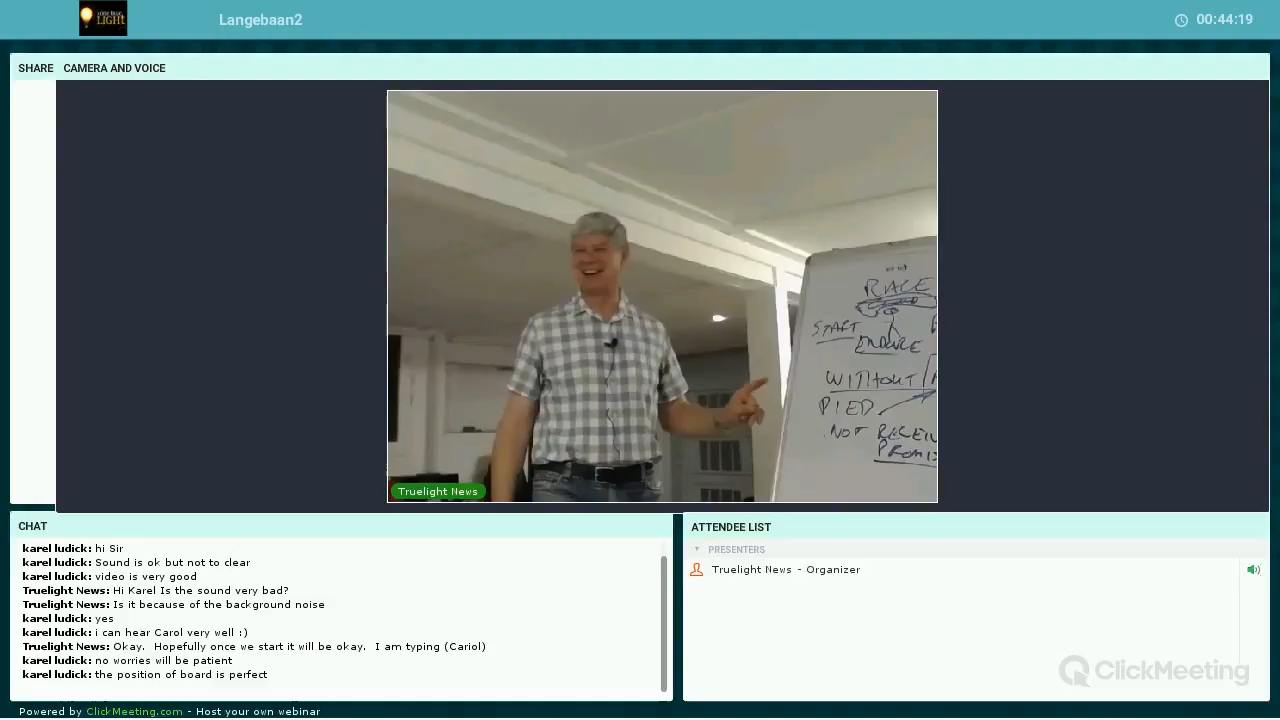 LIGHT
Langebaan2
00:44:19
SHARE
CAMERA AND VOICE
RACE
START
ENDURE
WITHOUT
PIED
NOT
Truelight News
CHAT
karel ludick: hi Sir
karel ludick: Sound is ok but not to clear
karel ludick: video is very good
Truelight News: Hi Karel Is the sound very bad?
Truelight News: Is it because of the background noise
karel ludick: yes
karel ludick: i can hear Carol very well :)
Truelight News: Okay. Hopefully once we start it will be okay. I am typing (Cariol)
karel ludick: no worries will be patient
karel ludick: the position of board is perfect
ATTENDEE LIST
PRESENTERS
Truelight News - Organizer
ClickMeeting
Powered by ClickMeeting.com - Host your own webinar